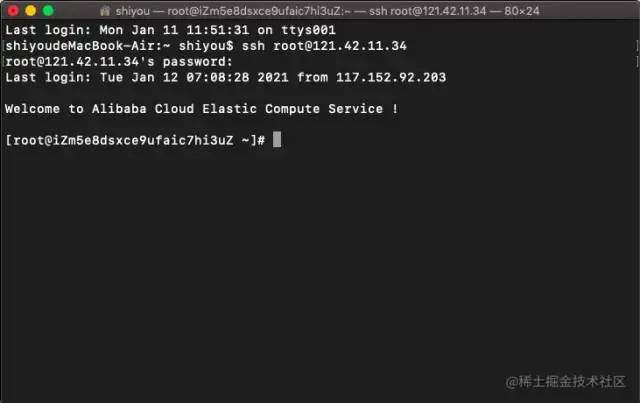 shiyou — root@iZm5e8dsxce9ufaic7hi3uZ:~ — ssh root@121.42.11.34 — 80×24
Last login: Mon Jan 11 11:51:31 on ttys001
[shiyoudeMacBook-Air:~ shiyou$ ssh root@121.42.11.34
[root@121.42.11.34's password:
Last login: Tue Jan 12 07:08:28 2021 from 117.152.92.203
Welcome to Alibaba Cloud Elastic Compute Service !
[root@iZm5e8dsxce9ufaic7hi3uZ ~]#
@稀土掘金技术社区